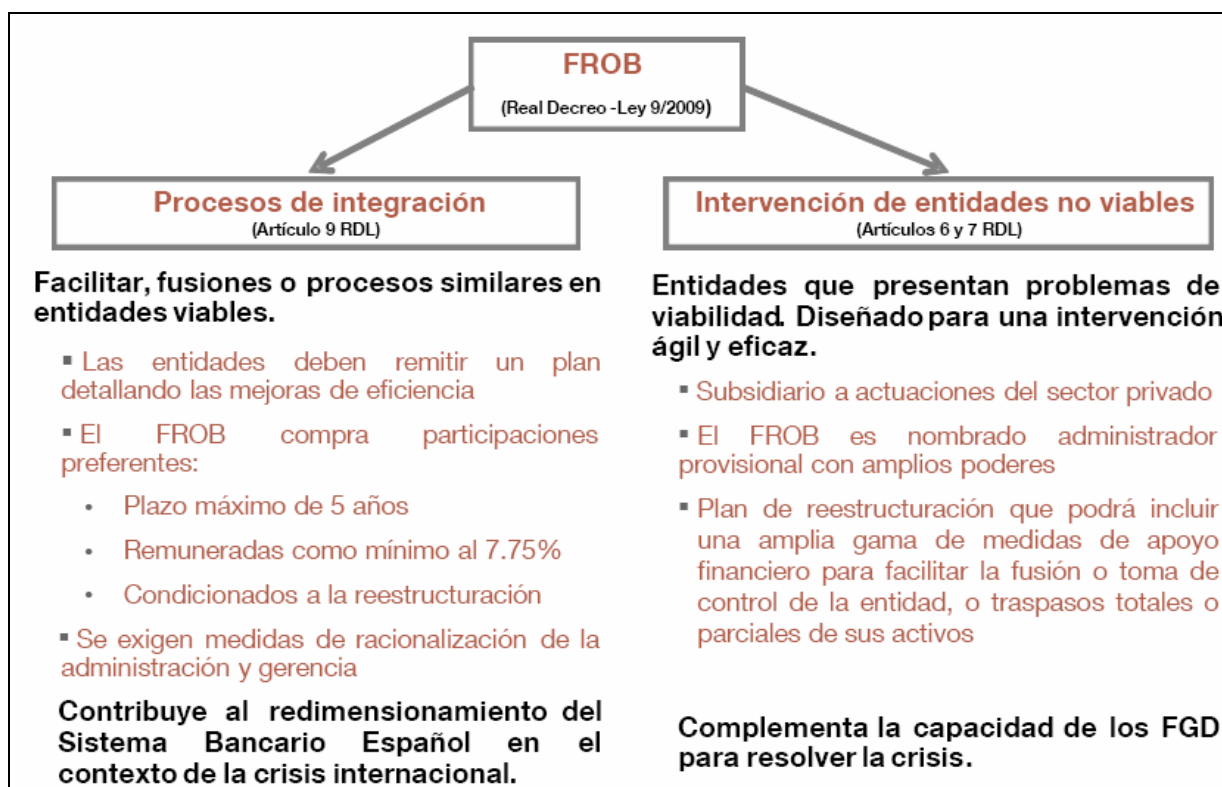 FROB
(Real Decreo -Ley 9/2009)
Procesos de integración
(Artículo 9 RDL)
Facilitar, fusiones o procesos similares en
entidades viables.
▪ Las entidades deben remitir un plan
detallando las mejoras de eficiencia
▪ El FROB compra participaciones
preferentes:
• Plazo máximo de 5 años
• Remuneradas como mínimo al 7.75%
• Condicionados a la reestructuración
▪ Se exigen medidas de racionalización de la
administración y gerencia
Contribuye al redimensionamiento del
Sistema Bancario Español en el
contexto de la crisis internacional.
Intervención de entidades no viables
(Artículos 6 y 7 RDL)
Entidades que presentan problemas de
viabilidad. Diseñado para una intervención
ágil y eficaz.
▪ Subsidiario a actuaciones del sector privado
▪ El FROB es nombrado administrador
provisional con amplios poderes
▪ Plan de reestructuración que podrá incluir
una amplia gama de medidas de apoyo
financiero para facilitar la fusión o toma de
control de la entidad, o traspasos totales o
parciales de sus activos
Complementa la capacidad de los FGD
para resolver la crisis.